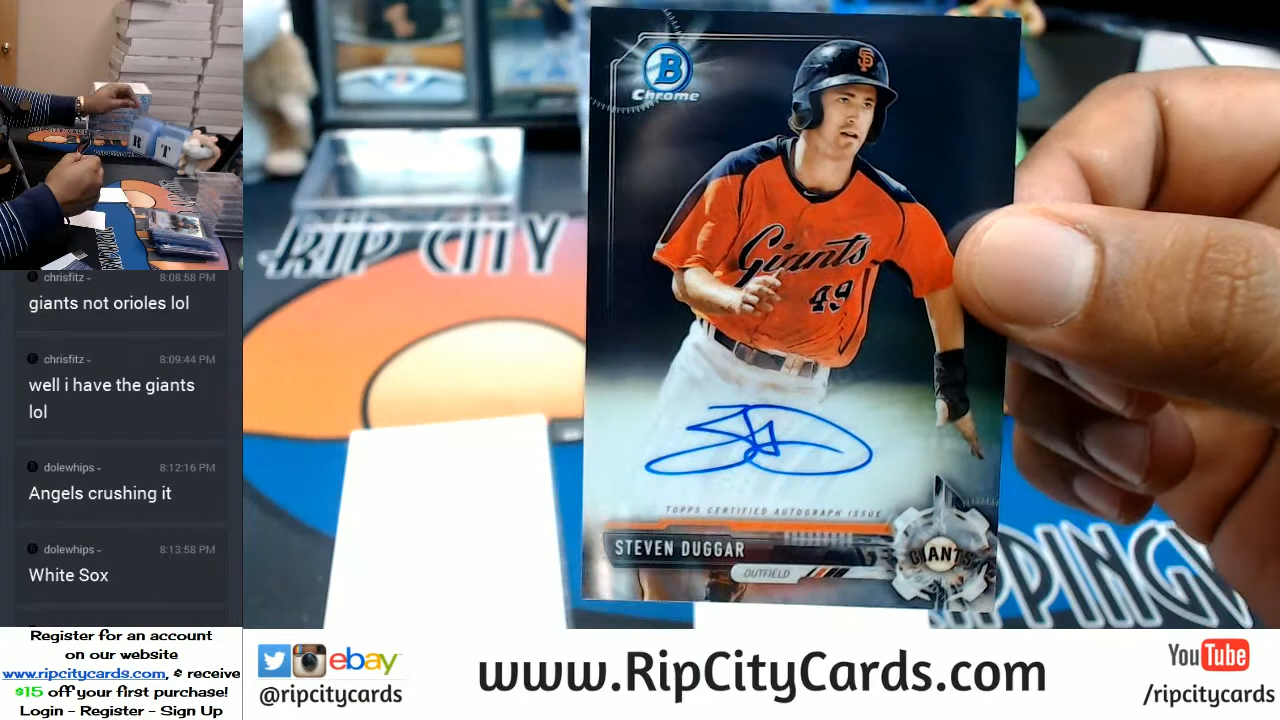 RIP CITY CARDS
R T
chrisfitz 8:08:58 PM
giants not orioles lol
chrisfitz 8:09:44 PM
well i have the giants
lol
dolewhips 8:12:16 PM
Angels crushing it
dolewhips 8:13:58 PM
White Sox
Register for an account
on our website
www.ripcitycards.com, & receive
$15 off your first purchase!
Login - Register - Sign Up
RIP CITY
B
Chrome
SF
Giants
49
TOPPS CERTIFIED AUTOGRAPH ISSUE
STEVEN DUGGAR
OUTFIELD
GIANTS
ebay
@ripcitycards
www.RipCityCards.com
YouTube
/ripcitycards